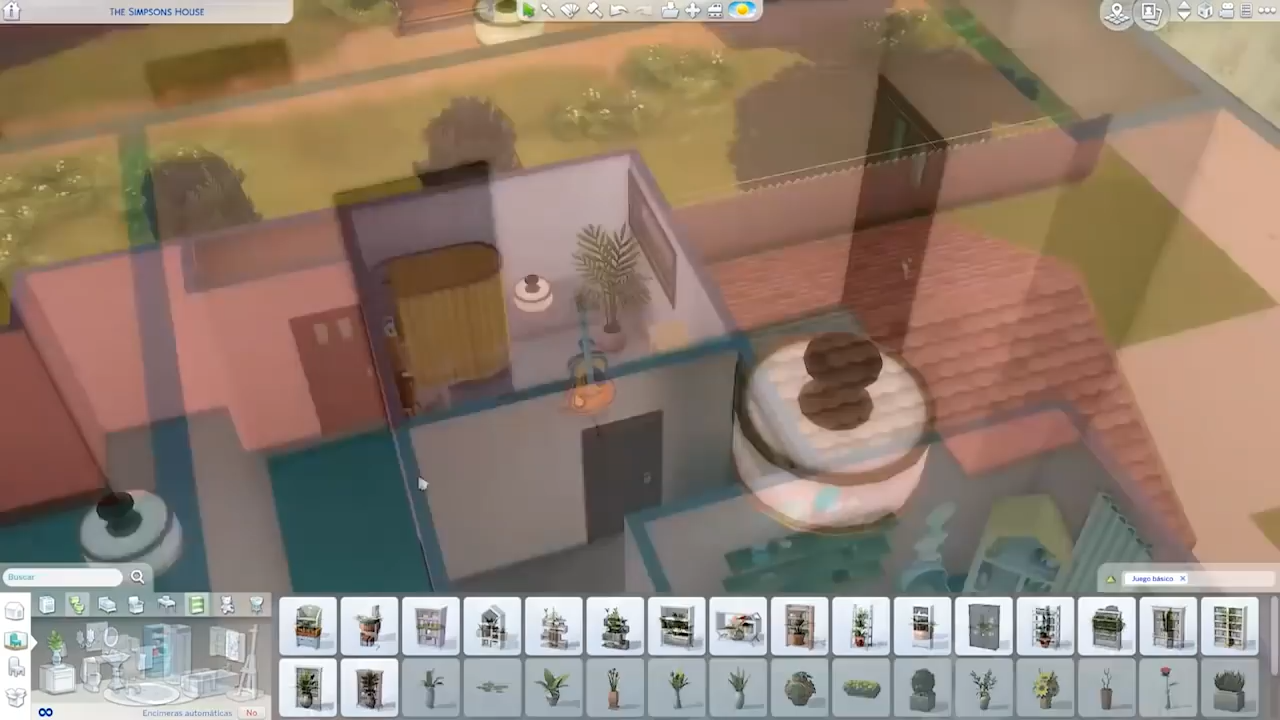 The Simpsons House
Buscar
Juego básico
Encimeras automáticas No